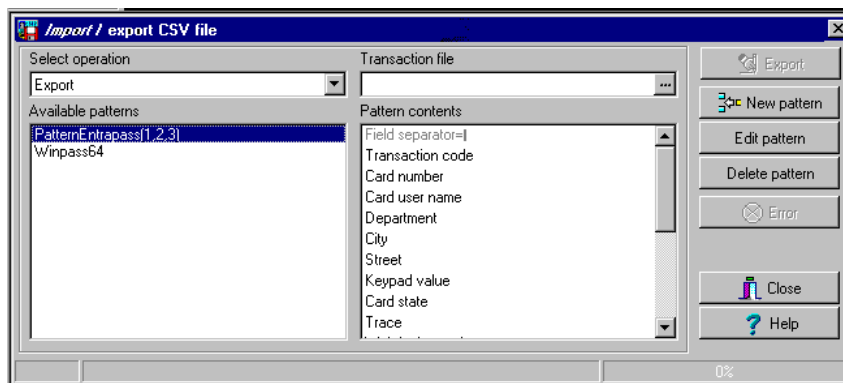 Import / export CSV file
Select operation
Export
Transaction file
...
Available patterns
PatternEntrapass(1,2,3)
Winpass64
Pattern contents
Field separator=|
Transaction code
Card number
Card user name
Department
City
Street
Keypad value
Card state
Trace
Export
New pattern
Edit pattern
Delete pattern
Error
Close
Help
0%